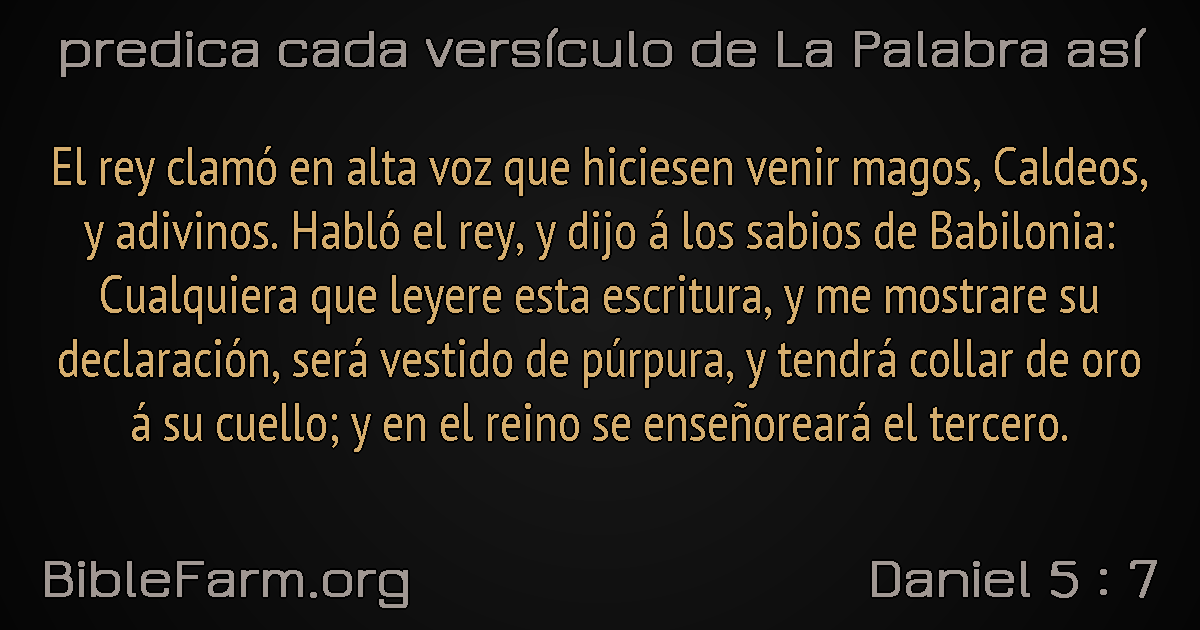 predica cada versículo de La Palabra así
El rey clamó en alta voz que hiciesen venir magos, Caldeos,
y adivinos. Habló el rey, y dijo á los sabios de Babilonia:
Cualquiera que leyere esta escritura, y me mostrare su
declaración, será vestido de púrpura, y tendrá collar de oro
á su cuello; y en el reino se enseñoreará el tercero.
BibleFarm.org
Daniel 5 : 7